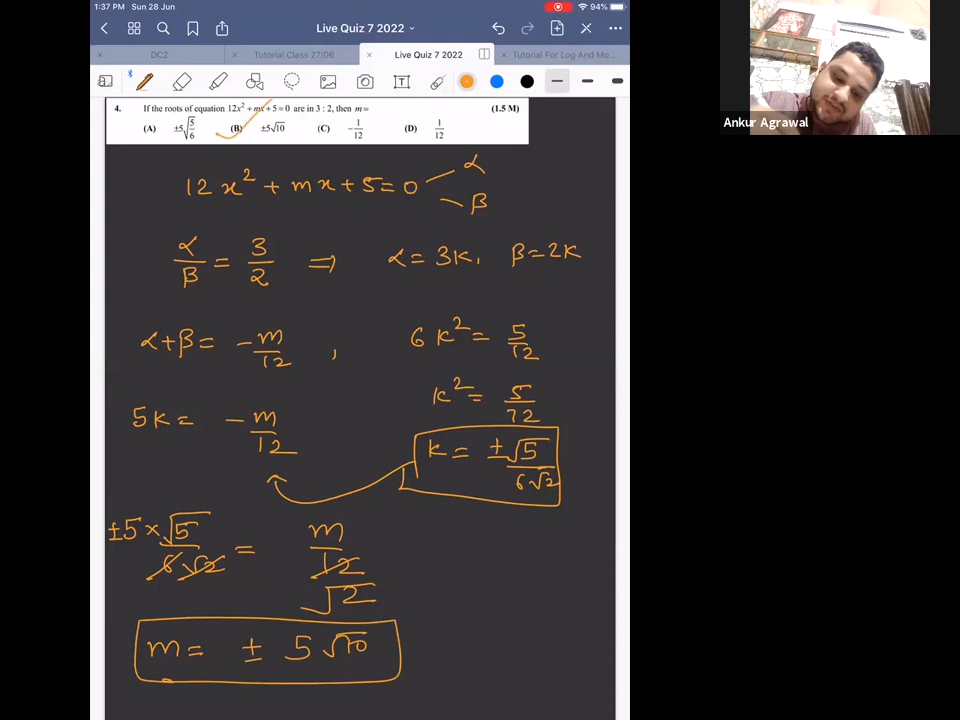 1:37 PM Sun 28 Jun
94%
Live Quiz 7 2022
DC2
Tutorial Class 27/06
Live Quiz 7 2022
Tutorial For Log And Mo...
Ankur Agrawal
4. If the roots of equation 12x² + mx + 5 = 0 are in 3 : 2, then m = (1.5 M)
(A) ±5√(5/6) (B) ±5√10 (C) -1/12 (D) 1/12
12x² + mx + 5 = 0 α β
α/β = 3/2 ⇒ α = 3k, β = 2k
α+β = -m/12 , 6k² = 5/12
k² = 5/72
5k = -m/12
k = ±√5/6√2
±5×√5/6√2 = m/12 √2
m = ± 5√10